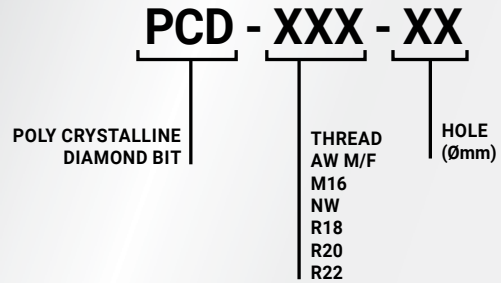 PCD - XXX - XX
POLY CRYSTALLINE
DIAMOND BIT
THREAD
AW M/F
M16
NW
R18
R20
R22
HOLE
(Ømm)